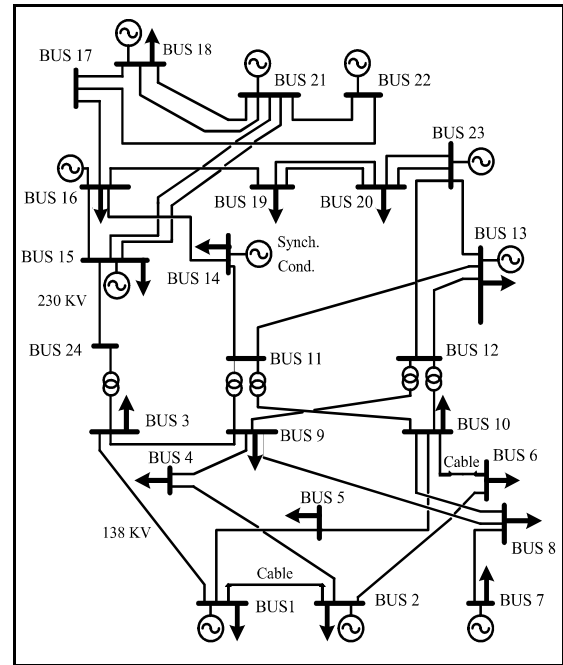 BUS 18
BUS 17
BUS 21
BUS 22
BUS 23
BUS 16
BUS 19
BUS 20
BUS 13
Synch.
Cond.
BUS 15
BUS 14
230 KV
BUS 24
BUS 11
BUS 12
BUS 3
BUS 9
BUS 10
BUS 4
Cable
BUS 6
BUS 5
138 KV
BUS 8
Cable
BUS1
BUS 2
BUS 7